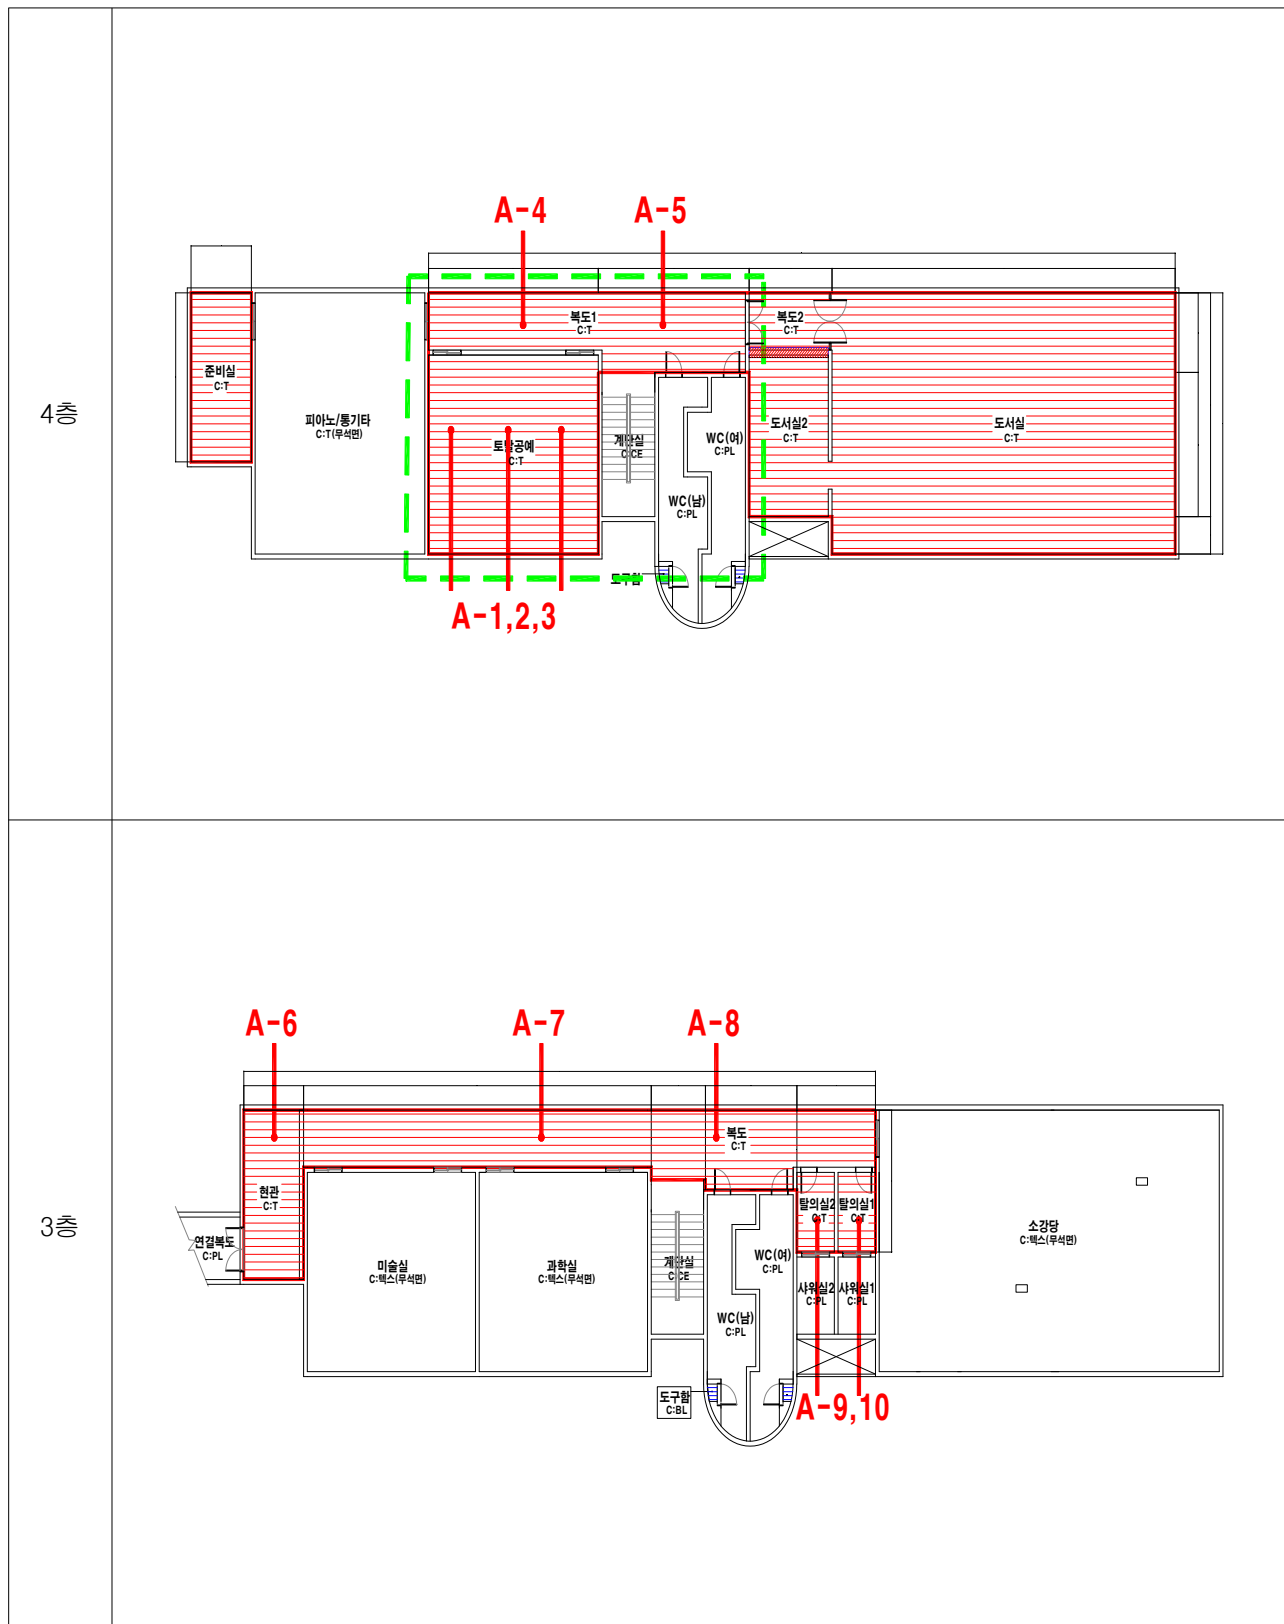 4층
A-4
A-5
복도1
C:T
복도2
C:T
준비실
C:T
피아노/통기타
C:T(무석면)
토탈공예
C:T
계단실
C:CE
WC(여)
C:PL
WC(남)
C:PL
도서실2
C:T
도서실
C:T
도구함
A-1,2,3
3층
A-6
A-7
A-8
복도
C:T
현관
C:T
연결복도
C:PL
미술실
C:텍스(무석면)
과학실
C:텍스(무석면)
계단실
C:CE
WC(여)
C:PL
WC(남)
C:PL
탈의실2
C:T
탈의실1
C:T
샤워실2
C:PL
샤워실1
C:PL
소강당
C:텍스(무석면)
도구함
C:BL
A-9,10